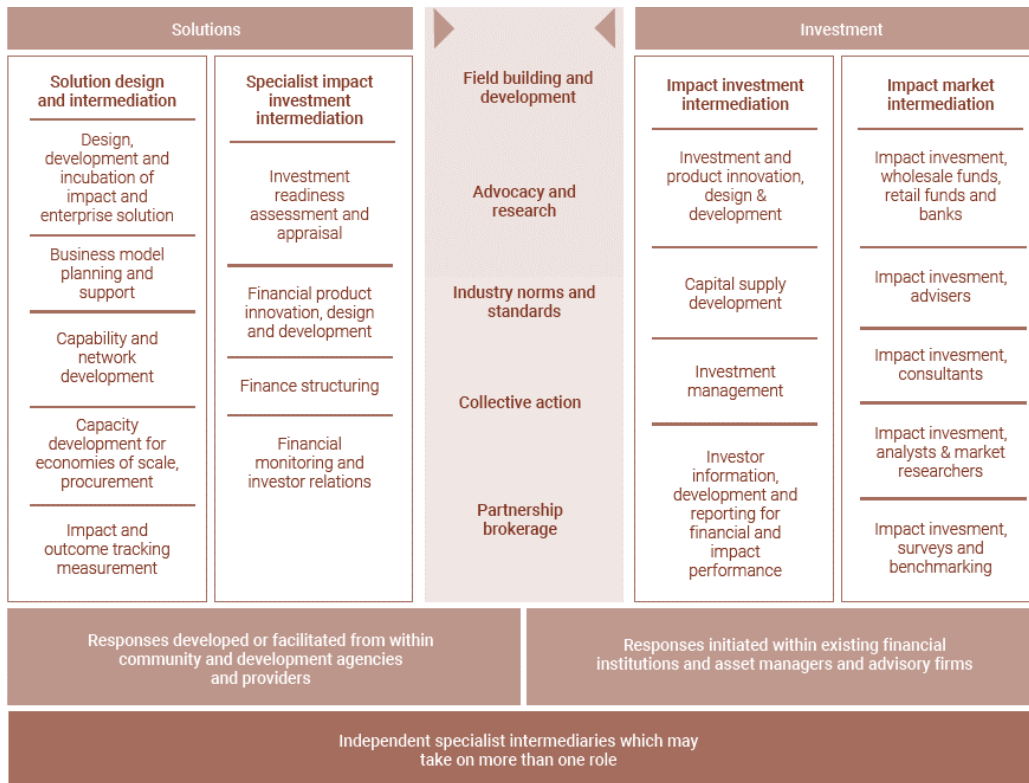 Solutions
Solution design
and intermediation
Design,
development and
incubation of
impact and
enterprise solution
Business model
planning and
support
Capability and
network
development
Capacity
development for
economies of scale,
procurement
Impact and
outcome tracking
measurement
Specialist impact
investment
intermediation
Investment
readiness
assessment and
appraisal
Financial product
innovation, design
and development
Finance structuring
Financial
monitoring and
investor relations
Field building and
development
Advocacy and
research
Industry norms and
standards
Collective action
Partnership
brokerage
Investment
Impact investment
intermediation
Investment and
product innovation,
design &
development
Capital supply
development
Investment
management
Investor
information,
development and
reporting for
financial and
impact
performance
Impact market
intermediation
Impact invesment,
wholesale funds,
retail funds and
banks
Impact invesment,
advisers
Impact invesment,
consultants
Impact invesment,
analysts & market
researchers
Impact invesment,
surveys and
benchmarking
Responses developed or facilitated from within
community and development agencies
and providers
Responses initiated within existing financial
institutions and asset managers and advisory firms
Independent specialist intermediaries which may
take on more than one role